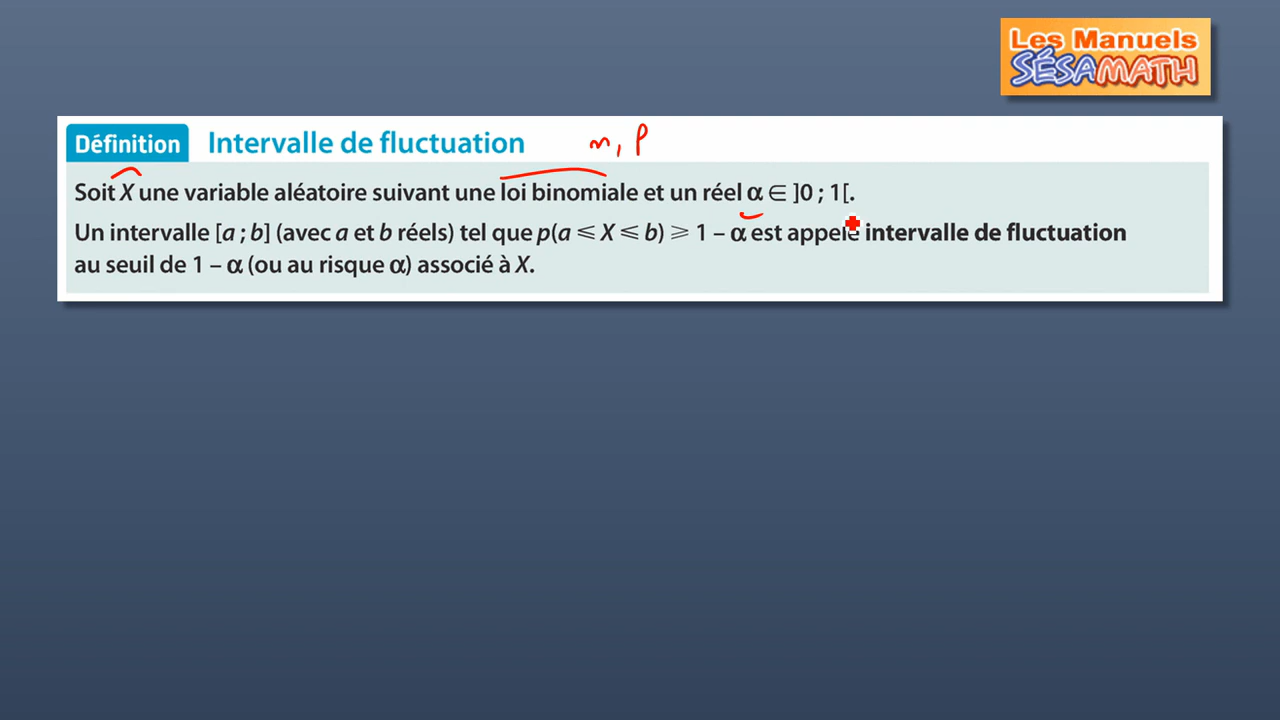 Les Manuels
SÉSAMATH
Définition Intervalle de fluctuation n, p
Soit X une variable aléatoire suivant une loi binomiale et un réel α ∈ ]0 ; 1[.
Un intervalle [a ; b] (avec a et b réels) tel que p(a ⩽ X ⩽ b) ⩾ 1 – α est appelé intervalle de fluctuation
au seuil de 1 – α (ou au risque α) associé à X.